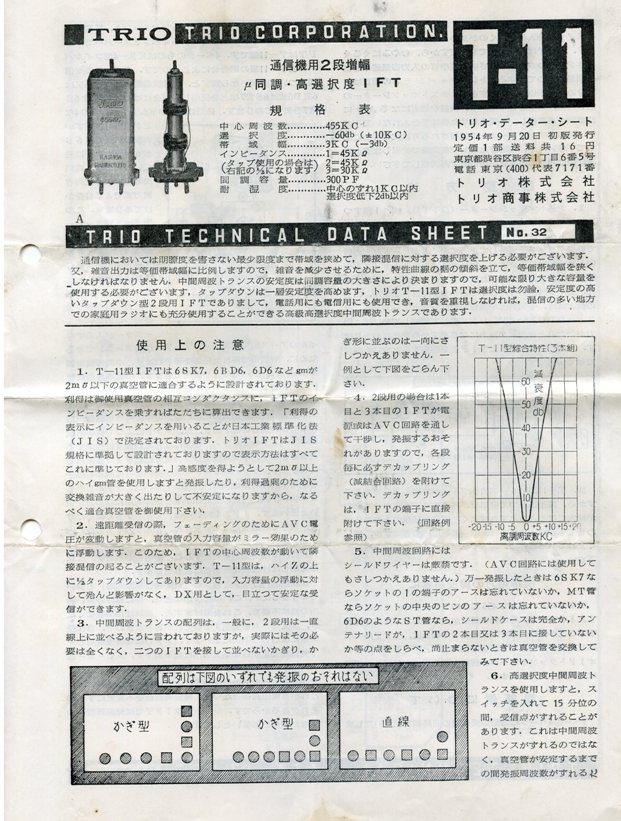 TRIO TRIO CORPORATION.
T-11
通信機用2段増幅
μ同調・高選択度IFT
規格表
中心周波数………455KC
選択度………−60db(±10KC)
帯域幅………3KC(−3db)
インピーダンス………1=45KΩ
(タップ使用の場合は)2=45KΩ
(右記の½になります)3=30KΩ
同調容量………300PF
耐湿度………中心のずれ1KC以内
選択度低下2db以内
トリオ・データー・シート
1954年9月20日 初版発行
定価1部 送料共 16円
東京都渋谷区渋谷1丁目6番5号
電話 東京(400)代表7171番
トリオ株式会社
トリオ商事株式会社
A
TRIO TECHNICAL DATA SHEET No. 32
通信機においては明瞭度を害さない最少限度まで帯域を狭めて,隣接混信に対する選択度を上げる必要がございます。
又,雑音出力は等価帯域幅に比例しますので,雑音を減少させるために,特性曲線の裾の傾斜を立て,等価帯域幅を狭く
しなければなりません。中間周波トランスの安定度は同調容量の大きさにより決まりますので,可能な限り大きな容量を
使用する必要がございます。タップダウンは一層安定度を高めます。トリオT−11型IFTは選択度は勿論,安定度の高
いタップダウン型2段用IFTでありまして,電話用にも電信用にも使用でき,音質を重視しなければ,混信の多い地方
での家庭用ラジオにも充分使用することができる高級高選択度中間周波トランスであります。
使用上の注意
1. T−11型IFTは6SK7,6BD6,6D6などgmが
2m℧以下の真空管に適合するように設計されております。
利得は御使用真空管の相互コンダクタンスに,IFTのイ
ンピーダンスを乗ずればただちに算出できます。「利得の
表示にインピーダンスを用いることが日本工業標準化法
(JIS)で決定されております。トリオIFTはJIS
規格に準拠して設計されておりますので表示方法はすべて
これに準じております。」高感度を得ようとして2m℧以上
のハイgm管を使用しますと発振したり,利得過剰のために
変換雑音が大きく出たりして不安定になりますから,なる
べく適合真空管を御使用下さい。
2. 遠距離受信の際,フェーディングのためにAVC電
圧が変動しますと,真空管の入力容量がミラー効果のため
に浮動します。このため,IFTの中心周波数が動いて隣
接混信の起ることがございます。T−11型は,ハイZの上
に½タップダウンしてありますので,入力容量の浮動に対
して殆んど影響がなく,DX用として,目立つて安定な受
信ができます。
3. 中間周波トランスの配列は,一般に,2段用は一直
線上に並べるように言われておりますが,実際にはその必
要は全くなく,二つのIFTを接して並べないかぎり,か
ぎ形に並ぶのは一向にさ
しつかえありません。一
例として下図をごらん下
さい。
4. 2段用の場合は1本
目と3本目のIFTが電
源或はAVC回路を通し
て干渉し,発振するおそ
れがありますので,各段
毎に必ずデカップリング
(減結合回路)を附けて
下さい。デカップリング
は,IFTの端子に直接
附けて下さい。(回路例
参照)
T−11型綜合特性(3本組)
減衰度db
60
50
40
30
20
10
-20 -15 -10 -5 0 +5 +10 +15 +20
離調周波数KC
5. 中間周波回路には
シールドワイヤーは厳禁です。(AVC回路には使用して
もさしつかえありません。)万一発振したときは6SK7な
らソケットの1の端子のアースは忘れていないか,MT管
ならソケットの中央のピンのアースは忘れていないか,
6D6のようなST管なら,シールドケースは完全か,アン
テナリードが,IFTの2本目又は3本目に接していない
か等の点をしらべ,尚止まらないときは真空管を交換して
みて下さい。
6. 高選択度中間周波ト
ランスを使用しますと,ス
イッチを入れて15分位の
間,受信点がずれることが
あります。これは中間周波
トランスがずれるのではな
く,真空管が安定するまで
の間発振周波数がずれる
配列は下図のいずれでも発振のおそれはない
かぎ型
かぎ型
直線